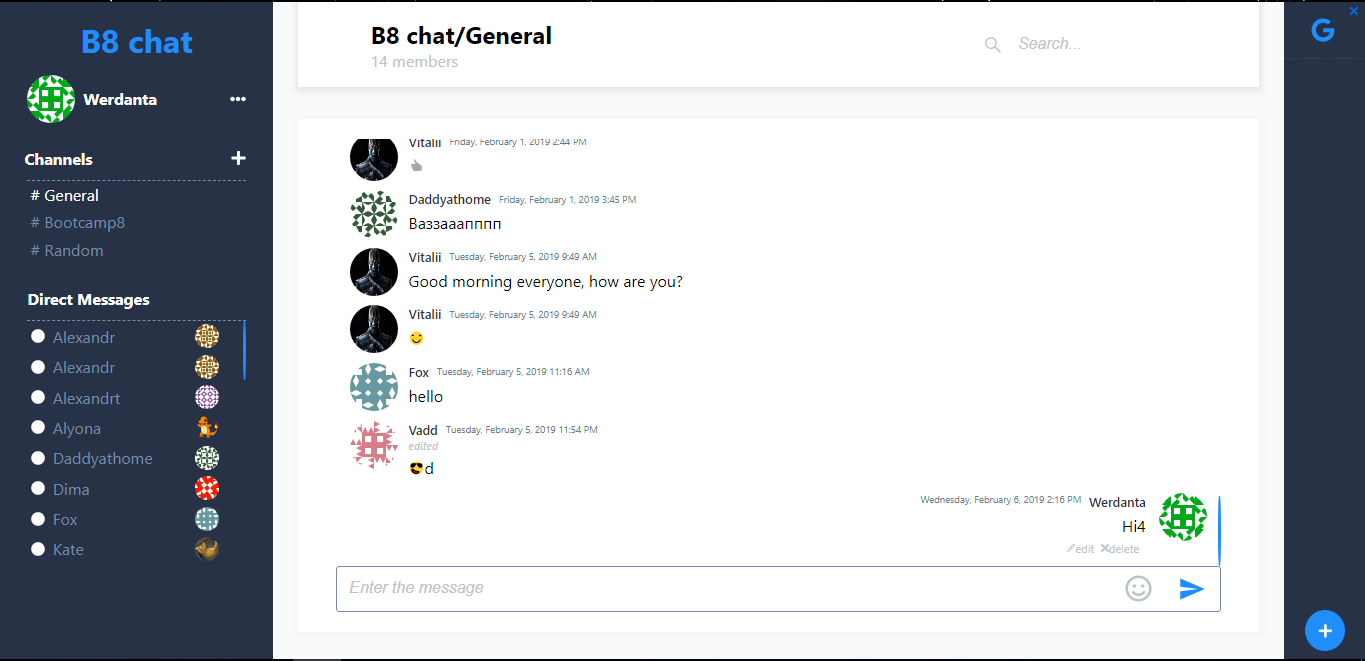 B8 chat
Werdanta
Channels
# General
# Bootcamp8
# Random
Direct Messages
Alexandr
Alexandr
Alexandrt
Alyona
Daddyathome
Dima
Fox
Kate
B8 chat/General
14 members
Search...
Vitalii Friday, February 1, 2019 2:44 PM
Daddyathome Friday, February 1, 2019 3:45 PM
Ваззааапппп
Vitalii Tuesday, February 5, 2019 9:49 AM
Good morning everyone, how are you?
Vitalii Tuesday, February 5, 2019 9:49 AM
Fox Tuesday, February 5, 2019 11:16 AM
hello
Vadd Tuesday, February 5, 2019 11:54 PM
edited
😎d
Wednesday, February 6, 2019 2:16 PM Werdanta
Hi4
edit delete
Enter the message
G